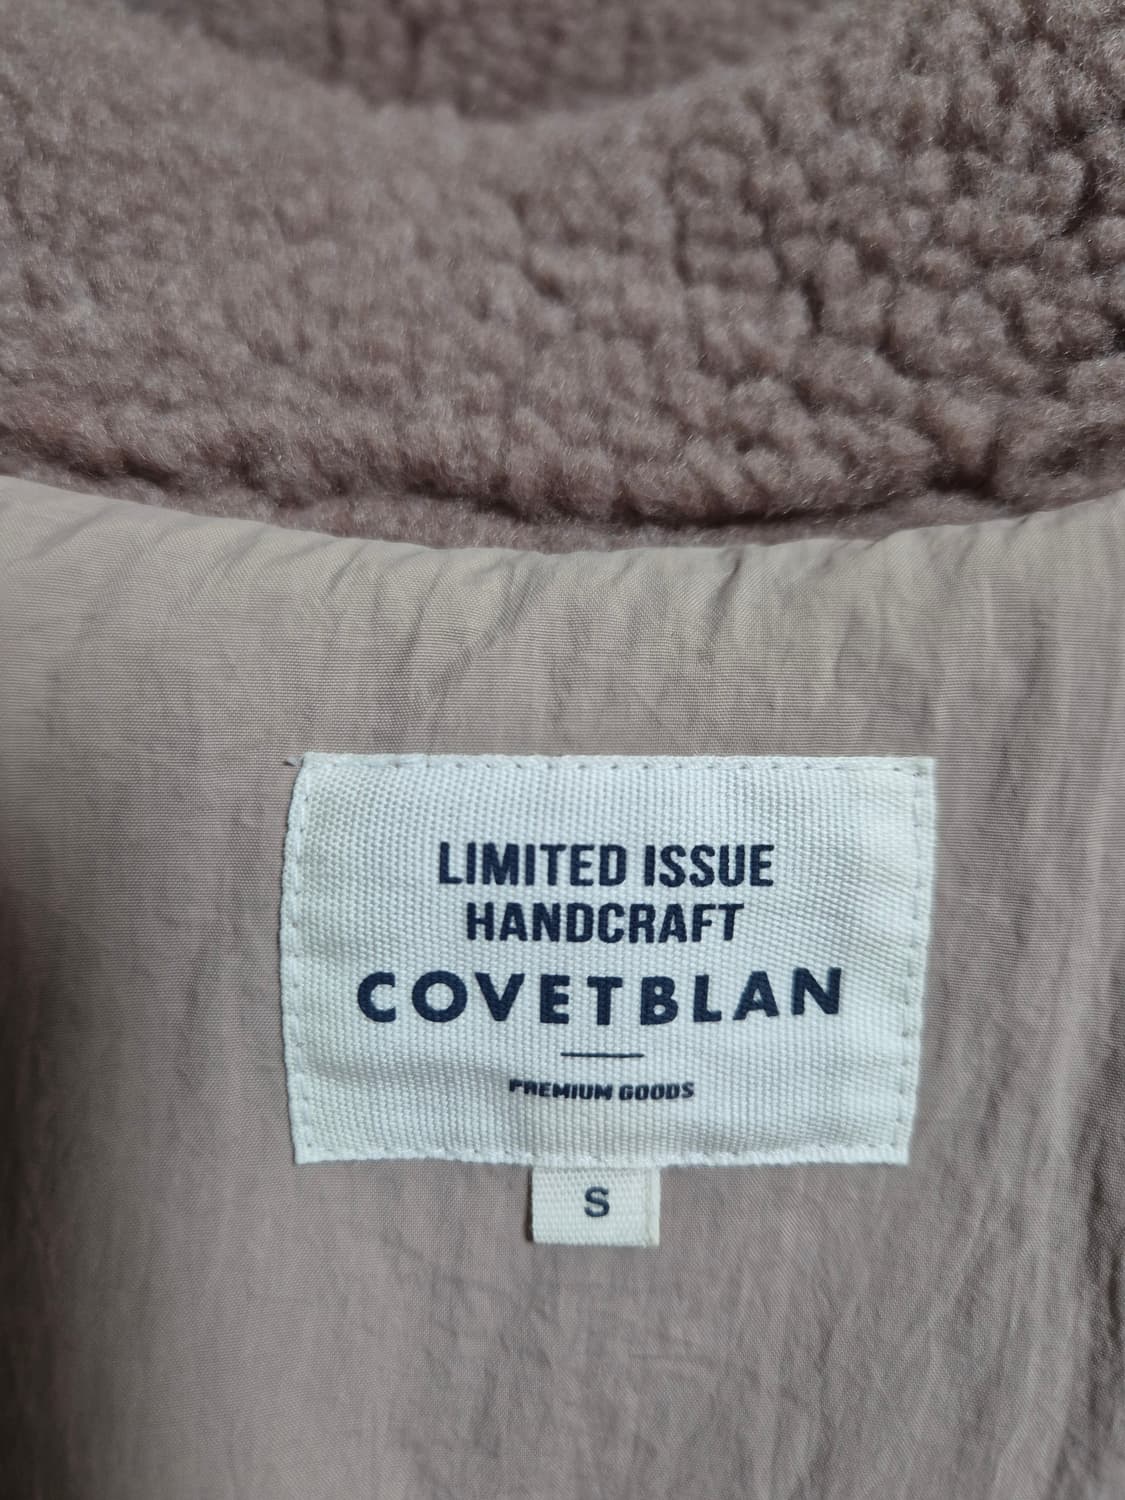 LIMITED ISSUE
HANDCRAFT
COVETBLAN
PREMIUM GOODS
S